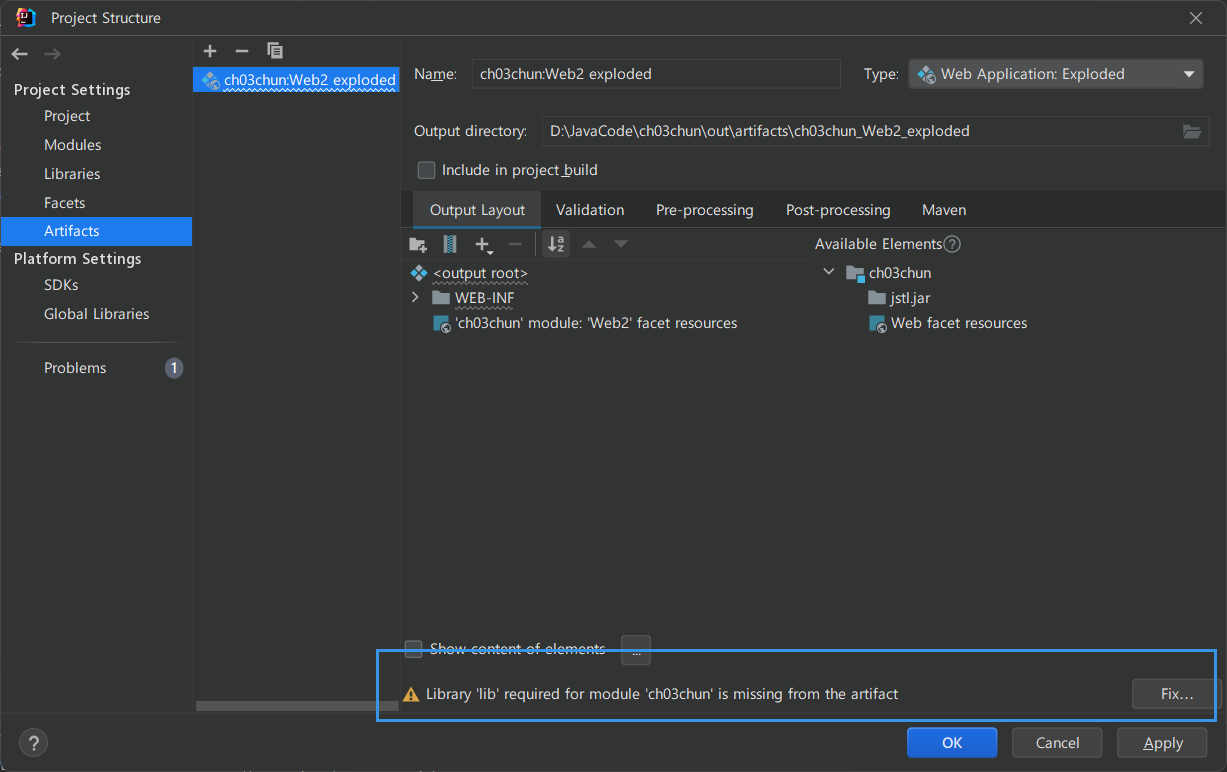 Project Structure
Project Settings
Project
Modules
Libraries
Facets
Artifacts
Platform Settings
SDKs
Global Libraries
Problems
1
ch03chun:Web2 exploded
Name: ch03chun:Web2 exploded
Type: Web Application: Exploded
Output directory: D:\JavaCode\ch03chun\out\artifacts\ch03chun_Web2_exploded
Include in project build
Output Layout Validation Pre-processing Post-processing Maven
<output root>
WEB-INF
'ch03chun' module: 'Web2' facet resources
Available Elements ?
ch03chun
jstl.jar
Web facet resources
Show content of elements ...
Library 'lib' required for module 'ch03chun' is missing from the artifact
Fix...
?
OK Cancel Apply